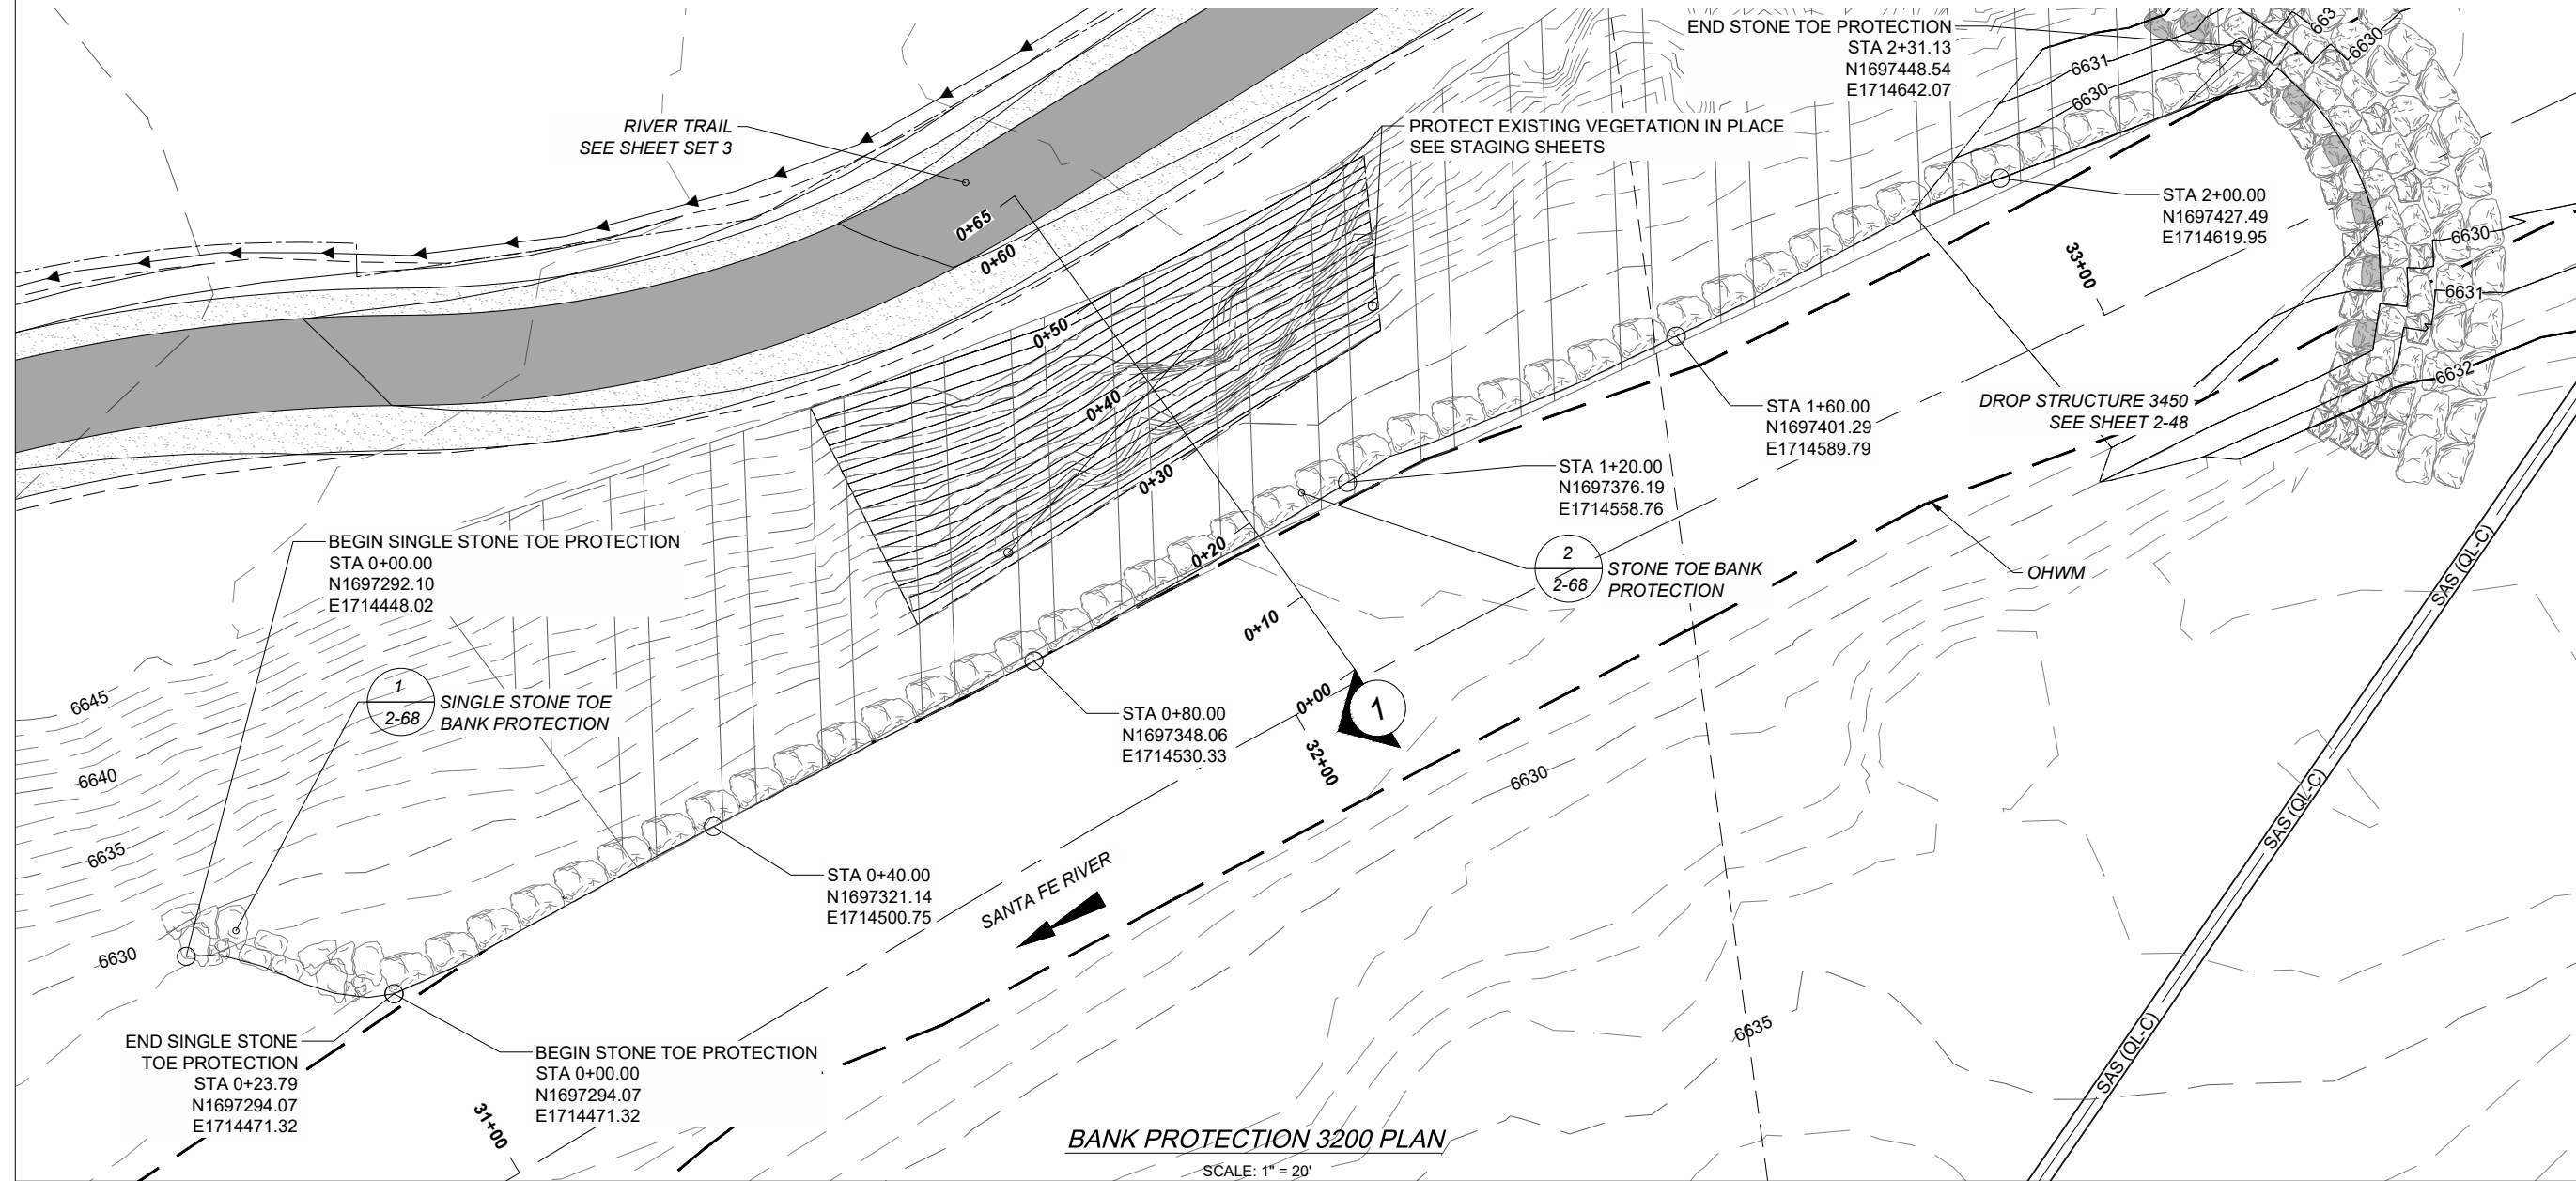 END STONE TOE PROTECTION
STA 2+31.13
N1697448.54
E1714642.07
6631
6630
663
6630
RIVER TRAIL
SEE SHEET SET 3
PROTECT EXISTING VEGETATION IN PLACE
SEE STAGING SHEETS
STA 2+00.00
N1697427.49
E1714619.95
6630
6631
6632
33+00
0+65
0+60
0+50
0+40
0+30
0+20
0+10
0+00
32+00
1
STA 1+60.00
N1697401.29
E1714589.79
DROP STRUCTURE 3450
SEE SHEET 2-48
STA 1+20.00
N1697376.19
E1714558.76
2
2-68
STONE TOE BANK
PROTECTION
OHWM
SAS (QL-C)
SAS (QL-C)
SAS (QL-C)
BEGIN SINGLE STONE TOE PROTECTION
STA 0+00.00
N1697292.10
E1714448.02
1
2-68
SINGLE STONE TOE
BANK PROTECTION
6645
6640
6635
6630
STA 0+80.00
N1697348.06
E1714530.33
6630
STA 0+40.00
N1697321.14
E1714500.75
SANTA FE RIVER
6635
END SINGLE STONE
TOE PROTECTION
STA 0+23.79
N1697294.07
E1714471.32
BEGIN STONE TOE PROTECTION
STA 0+00.00
N1697294.07
E1714471.32
31+00
BANK PROTECTION 3200 PLAN
SCALE: 1" = 20'